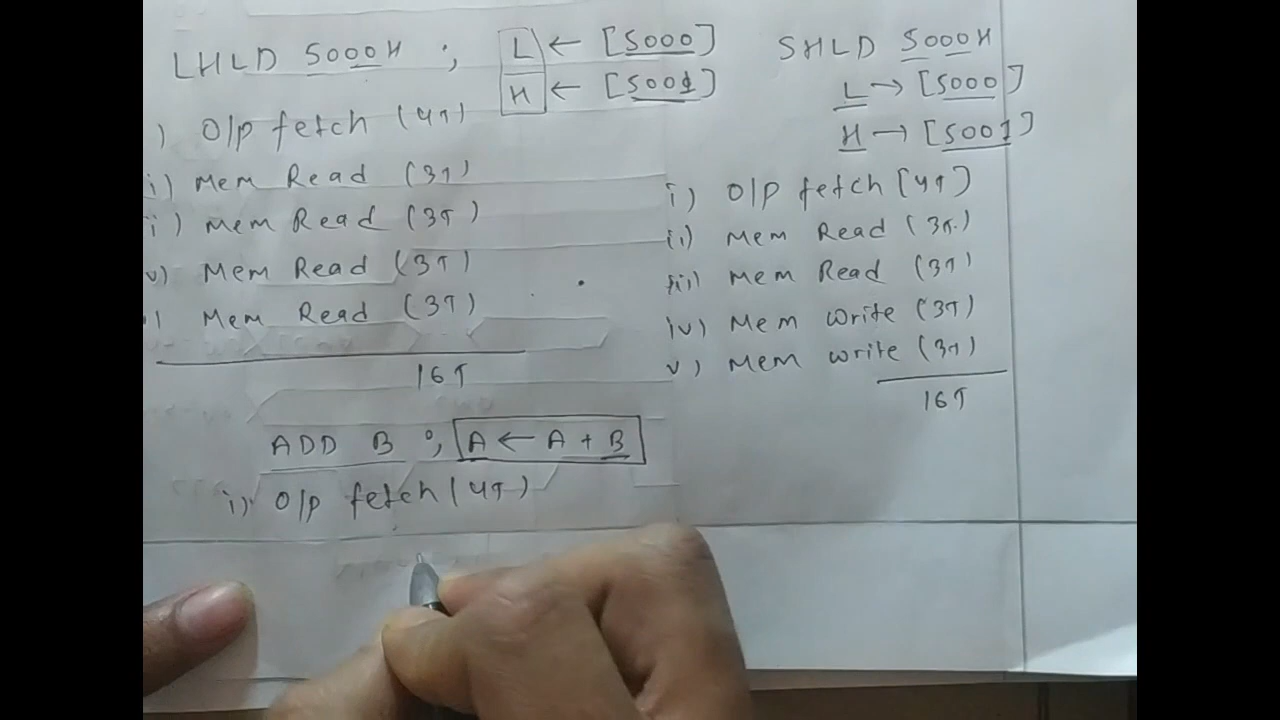 LHLD 5000H ; L ← [5000]
H ← [5001]
) O/P fetch (4T)
i) Mem Read (3T)
i) Mem Read (3T)
v) Mem Read (3T)
) Mem Read (3T)
16T
SHLD 5000H
L → [5000]
H → [5001]
i) O/P fetch [4T]
ii) Mem Read (3T.)
iii) Mem Read (3T)
iv) Mem write (3T)
v) Mem write (3T)
16T
ADD B ; A ← A + B
i) O/P fetch (4T)